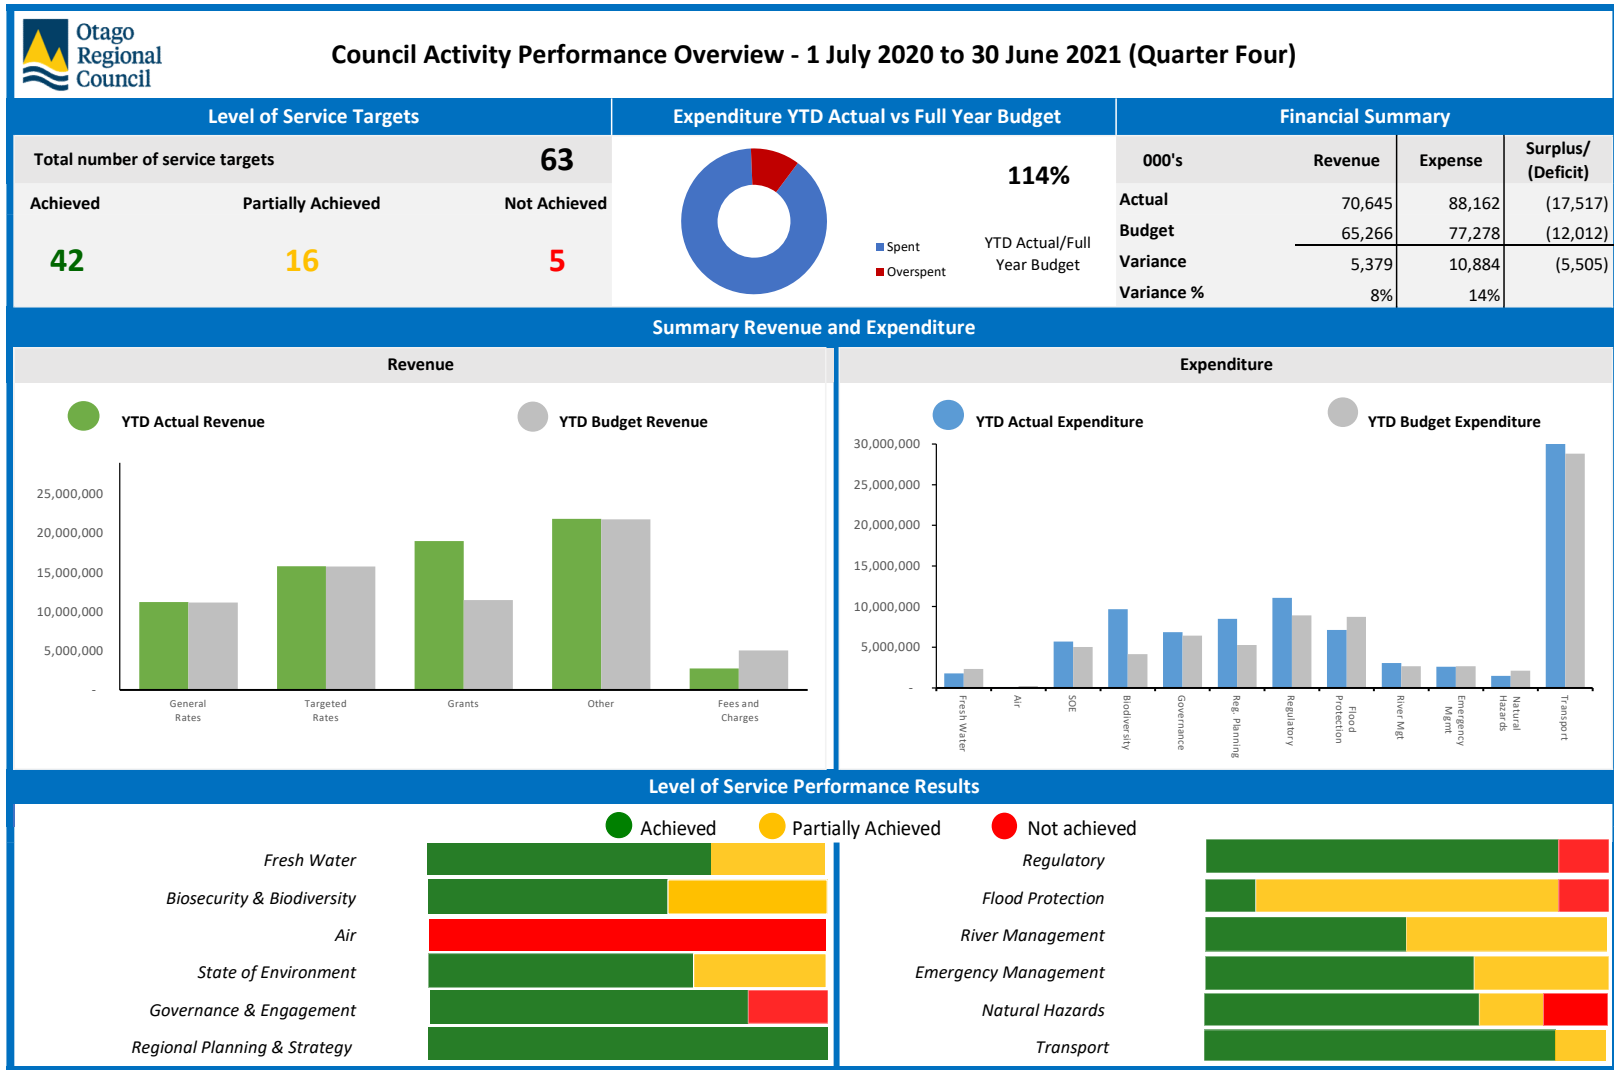 Otago
Regional
Council
Council Activity Performance Overview - 1 July 2020 to 30 June 2021 (Quarter Four)
Level of Service Targets
Total number of service targets 63
Achieved Partially Achieved Not Achieved
42 16 5
Expenditure YTD Actual vs Full Year Budget
114%
Spent
Overspent
YTD Actual/Full
Year Budget
Financial Summary
000's Revenue Expense Surplus/
(Deficit)
Actual 70,645 88,162 (17,517)
Budget 65,266 77,278 (12,012)
Variance 5,379 10,884 (5,505)
Variance % 8% 14%
Summary Revenue and Expenditure
Revenue
YTD Actual Revenue YTD Budget Revenue
25,000,000
20,000,000
15,000,000
10,000,000
5,000,000
-
General
Rates
Targeted
Rates
Grants
Other
Fees and
Charges
Expenditure
YTD Actual Expenditure YTD Budget Expenditure
30,000,000
25,000,000
20,000,000
15,000,000
10,000,000
5,000,000
-
Fresh Water
Air
SOE
Biodiversity
Governance
Reg. Planning
Regulatory
Flood
Protection
River Mgt
Emergency
Mgmt
Natural
Hazards
Transport
Level of Service Performance Results
Achieved Partially Achieved Not achieved
Fresh Water
Biosecurity & Biodiversity
Air
State of Environment
Governance & Engagement
Regional Planning & Strategy
Regulatory
Flood Protection
River Management
Emergency Management
Natural Hazards
Transport